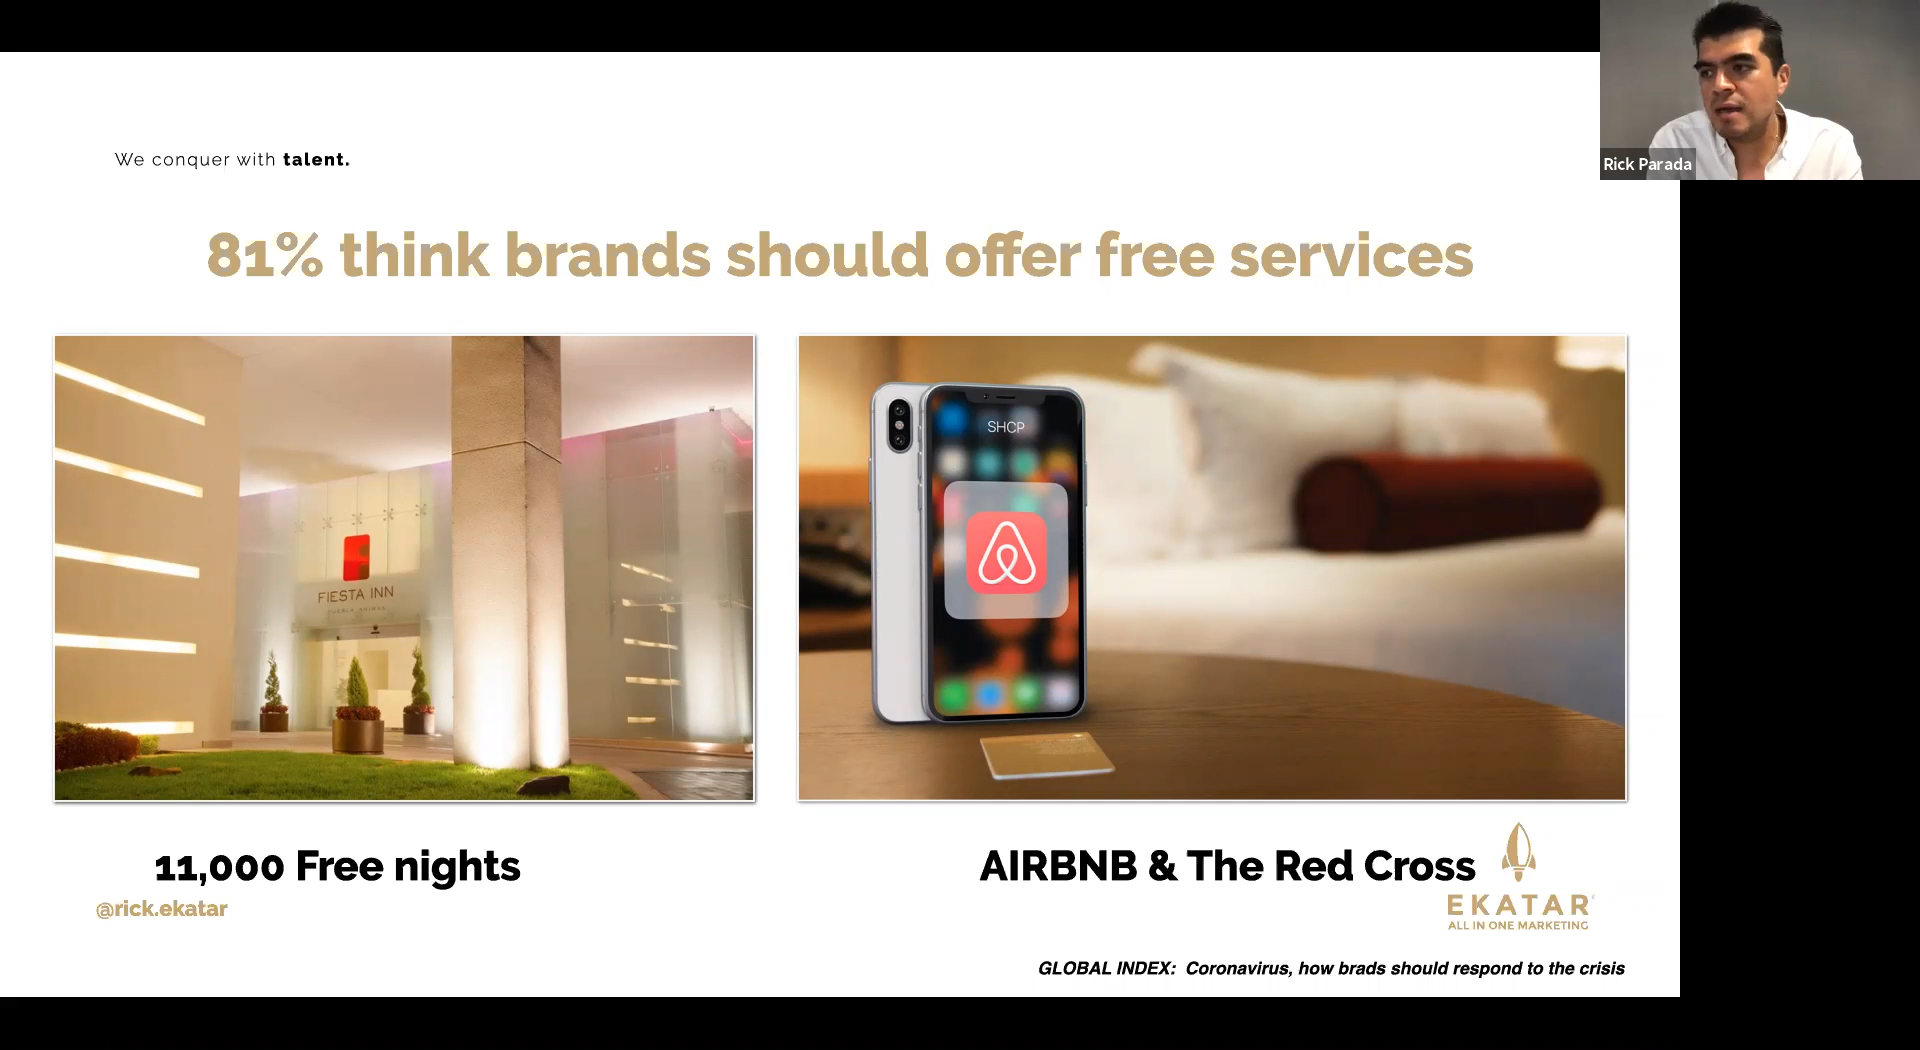 We conquer with talent.
Rick Parada
81% think brands should offer free services
FIESTA INN
SHCP
11,000 Free nights
AIRBNB & The Red Cross
@rick.ekatar
EKATAR
ALL IN ONE MARKETING
GLOBAL INDEX: Coronavirus, how brads should respond to the crisis